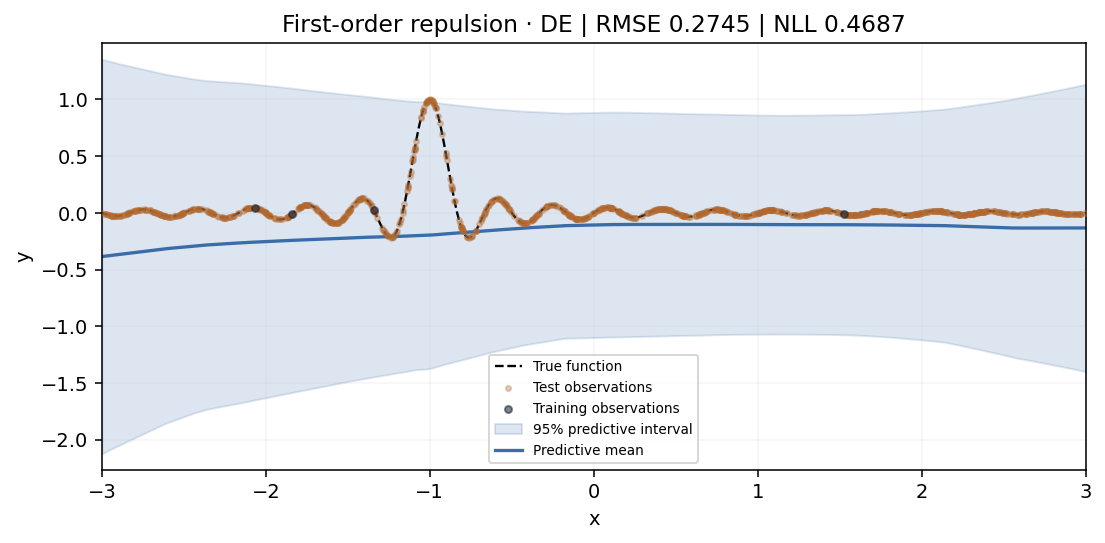 First-order repulsion · DE | RMSE 0.2745 | NLL 0.4687
y
1.0
0.5
0.0
−0.5
−1.0
−1.5
−2.0
True function
Test observations
Training observations
95% predictive interval
Predictive mean
−3 −2 −1 0 1 2 3
x